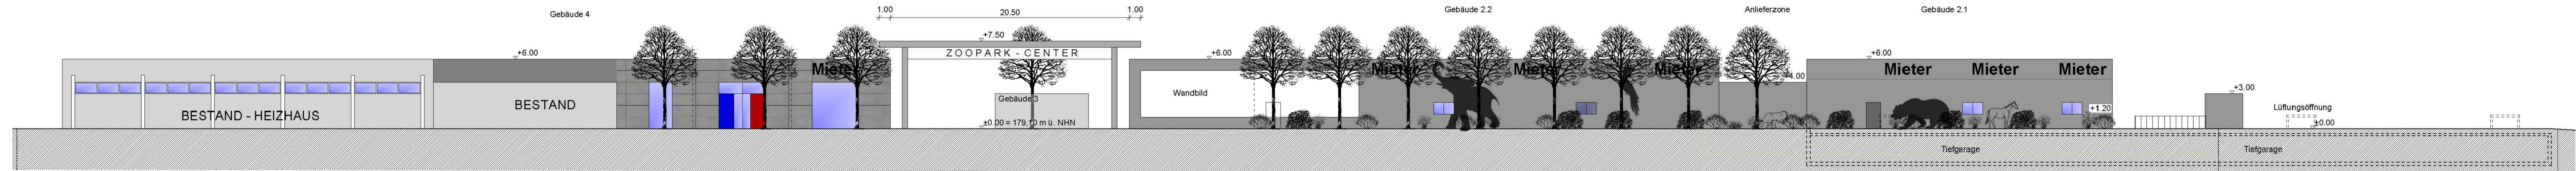 Gebäude 4
1.00
20.50
1.00
Gebäude 2.2
Anlieferzone
Gebäude 2.1
+7.50
+6.00
ZOOPARK - CENTER
+6.00
+6.00
Mieter
Mieter
Mieter
Mieter
Mieter
Mieter
Mieter
+4.00
+3.00
Wandbild
Gebäude 3
BESTAND
BESTAND - HEIZHAUS
+1.20
Lüftungsöffnung
±0.00 = 179,10 m ü. NHN
±0.00
Tiefgarage
Tiefgarage